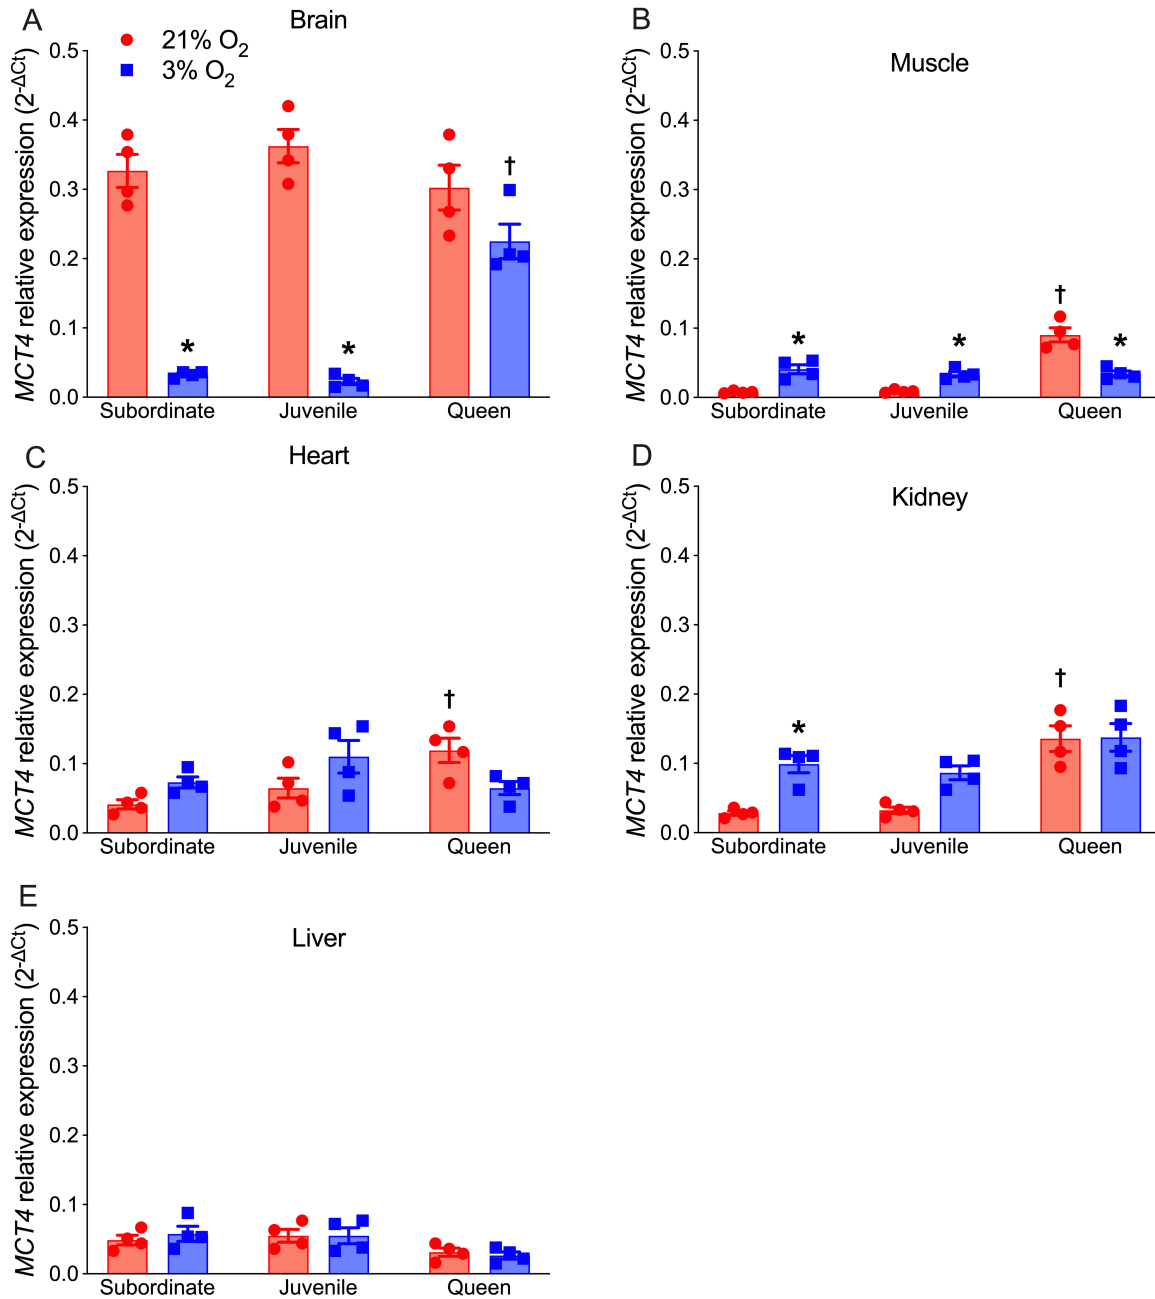 A
Brain
21% O2
3% O2
MCT4 relative expression (2-ΔCt)
0.5
0.4
0.3
0.2
0.1
0.0
†
*
*
Subordinate
Juvenile
Queen
B
Muscle
MCT4 relative expression (2-ΔCt)
0.5
0.4
0.3
0.2
0.1
0.0
*
*
†
*
Subordinate
Juvenile
Queen
C
Heart
MCT4 relative expression (2-ΔCt)
0.5
0.4
0.3
0.2
0.1
0.0
†
Subordinate
Juvenile
Queen
D
Kidney
MCT4 relative expression (2-ΔCt)
0.5
0.4
0.3
0.2
0.1
0.0
*
†
Subordinate
Juvenile
Queen
E
Liver
MCT4 relative expression (2-ΔCt)
0.5
0.4
0.3
0.2
0.1
0.0
Subordinate
Juvenile
Queen